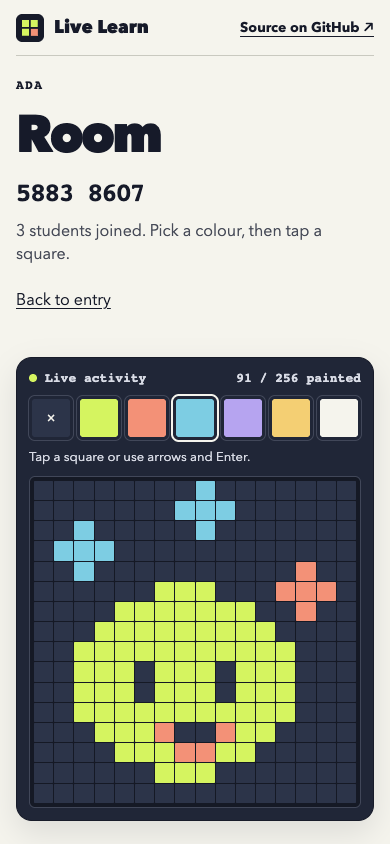 Live Learn
Source on GitHub ↗
ADA
Room
5883 8607
3 students joined. Pick a colour, then tap a
square.
Back to entry
Live activity
91 / 256 painted
×
Tap a square or use arrows and Enter.